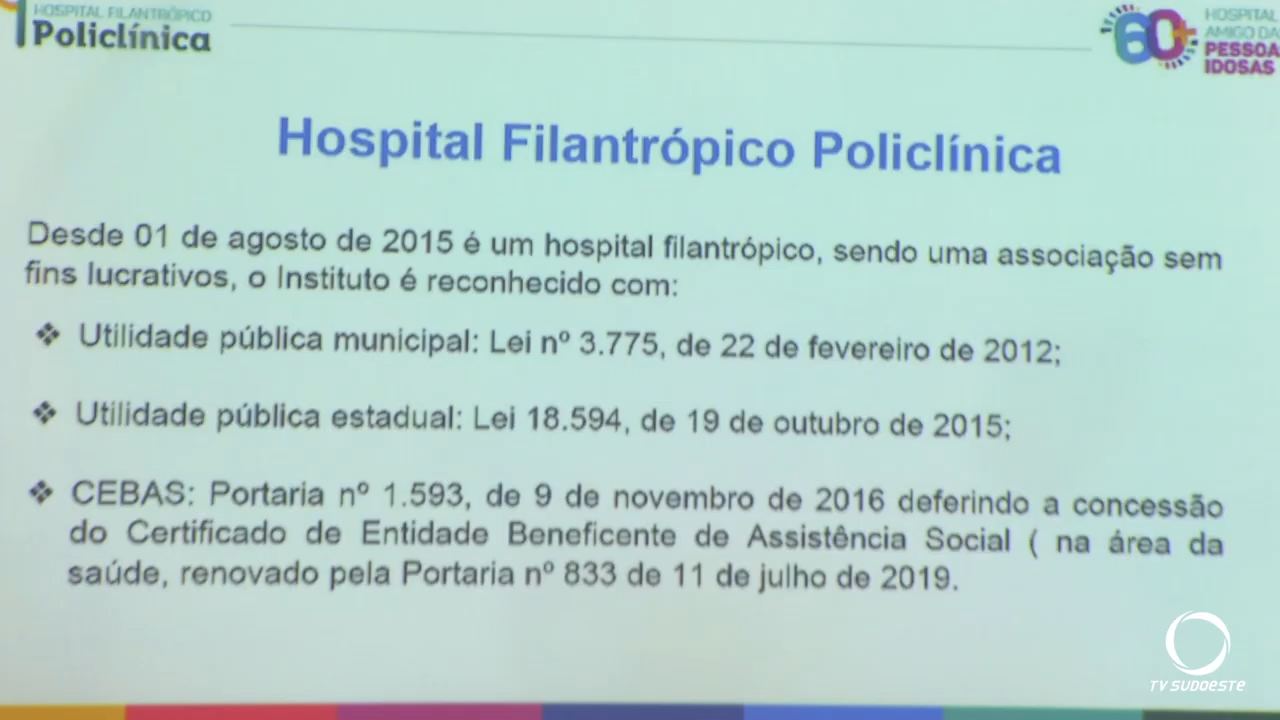 HOSPITAL FILANTRÓPICO
Policlínica
60+
HOSPITAL
AMIGO DA
PESSOA
IDOSAS
Hospital Filantrópico Policlínica
Desde 01 de agosto de 2015 é um hospital filantrópico, sendo uma associação sem
fins lucrativos, o Instituto é reconhecido com:
❖ Utilidade pública municipal: Lei nº 3.775, de 22 de fevereiro de 2012;
❖ Utilidade pública estadual: Lei 18.594, de 19 de outubro de 2015;
❖ CEBAS: Portaria nº 1.593, de 9 de novembro de 2016 deferindo a concessão
do Certificado de Entidade Beneficente de Assistência Social ( na área da
saúde, renovado pela Portaria nº 833 de 11 de julho de 2019.
TV SUDOESTE